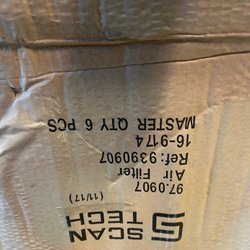 SCAN
TECH
97.0907 (11/17)
Air Filter
Ref: 9390907
16-9174
MASTER QTY 6 PCS